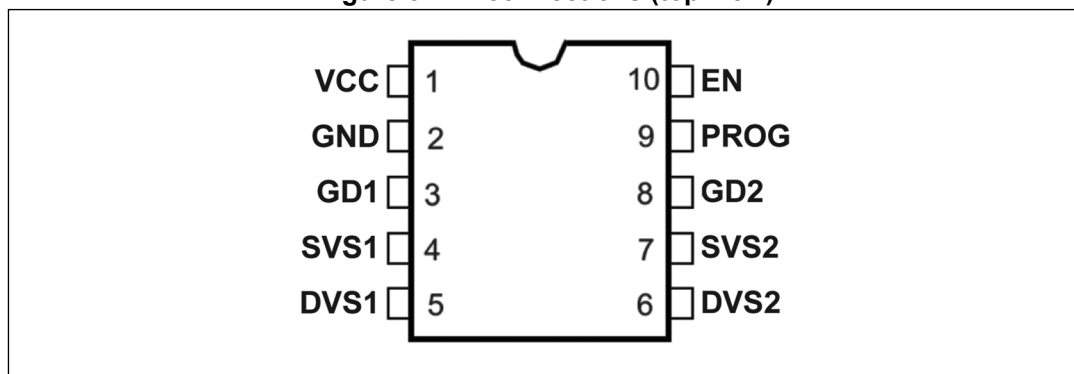 VCC 1 10 EN
GND 2 9 PROG
GD1 3 8 GD2
SVS1 4 7 SVS2
DVS1 5 6 DVS2